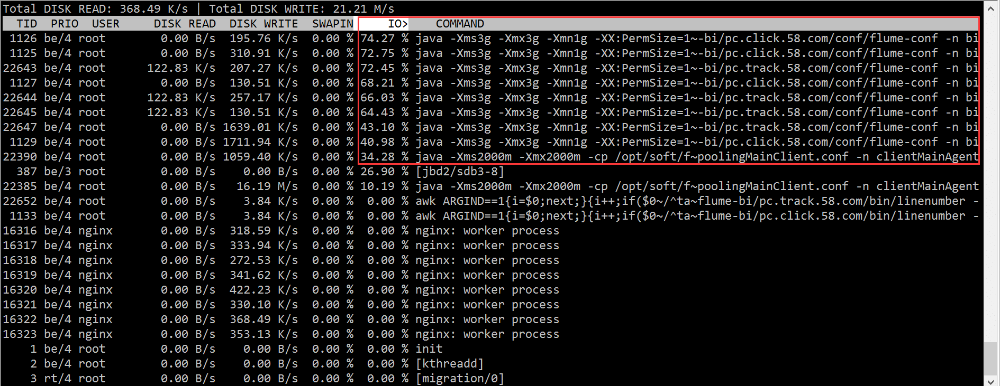 Total DISK READ: 368.49 K/s | Total DISK WRITE: 21.21 M/s
TID PRIO USER DISK READ DISK WRITE SWAPIN IO> COMMAND
1126 be/4 root 0.00 B/s 195.76 K/s 0.00 % 74.27 % java -Xms3g -Xmx3g -Xmn1g -XX:PermSize=1~-bi/pc.click.58.com/conf/flume-conf -n bi
1125 be/4 root 0.00 B/s 310.91 K/s 0.00 % 72.75 % java -Xms3g -Xmx3g -Xmn1g -XX:PermSize=1~-bi/pc.click.58.com/conf/flume-conf -n bi
22643 be/4 root 122.83 K/s 207.27 K/s 0.00 % 72.45 % java -Xms3g -Xmx3g -Xmn1g -XX:PermSize=1~-bi/pc.track.58.com/conf/flume-conf -n bi
1127 be/4 root 0.00 B/s 130.51 K/s 0.00 % 68.21 % java -Xms3g -Xmx3g -Xmn1g -XX:PermSize=1~-bi/pc.click.58.com/conf/flume-conf -n bi
22644 be/4 root 122.83 K/s 257.17 K/s 0.00 % 66.03 % java -Xms3g -Xmx3g -Xmn1g -XX:PermSize=1~-bi/pc.track.58.com/conf/flume-conf -n bi
22645 be/4 root 122.83 K/s 130.51 K/s 0.00 % 64.43 % java -Xms3g -Xmx3g -Xmn1g -XX:PermSize=1~-bi/pc.track.58.com/conf/flume-conf -n bi
22647 be/4 root 0.00 B/s 1639.01 K/s 0.00 % 43.10 % java -Xms3g -Xmx3g -Xmn1g -XX:PermSize=1~-bi/pc.track.58.com/conf/flume-conf -n bi
1129 be/4 root 0.00 B/s 1711.94 K/s 0.00 % 40.98 % java -Xms3g -Xmx3g -Xmn1g -XX:PermSize=1~-bi/pc.click.58.com/conf/flume-conf -n bi
22390 be/4 root 0.00 B/s 1059.40 K/s 0.00 % 34.28 % java -Xms2000m -Xmx2000m -cp /opt/soft/f~poolingMainClient.conf -n clientMainAgent
387 be/3 root 0.00 B/s 0.00 B/s 0.00 % 26.90 % [jbd2/sdb3-8]
22385 be/4 root 0.00 B/s 16.19 M/s 0.00 % 10.19 % java -Xms2000m -Xmx2000m -cp /opt/soft/f~poolingMainClient.conf -n clientMainAgent
22652 be/4 root 0.00 B/s 3.84 K/s 0.00 % 0.00 % awk ARGIND==1{i=$0;next;}{i++;if($0~/^ta~flume-bi/pc.track.58.com/bin/linenumber -
1133 be/4 root 0.00 B/s 3.84 K/s 0.00 % 0.00 % awk ARGIND==1{i=$0;next;}{i++;if($0~/^ta~flume-bi/pc.click.58.com/bin/linenumber -
16316 be/4 nginx 0.00 B/s 318.59 K/s 0.00 % 0.00 % nginx: worker process
16317 be/4 nginx 0.00 B/s 333.94 K/s 0.00 % 0.00 % nginx: worker process
16318 be/4 nginx 0.00 B/s 272.53 K/s 0.00 % 0.00 % nginx: worker process
16319 be/4 nginx 0.00 B/s 341.62 K/s 0.00 % 0.00 % nginx: worker process
16320 be/4 nginx 0.00 B/s 422.23 K/s 0.00 % 0.00 % nginx: worker process
16321 be/4 nginx 0.00 B/s 330.10 K/s 0.00 % 0.00 % nginx: worker process
16322 be/4 nginx 0.00 B/s 368.49 K/s 0.00 % 0.00 % nginx: worker process
16323 be/4 nginx 0.00 B/s 353.13 K/s 0.00 % 0.00 % nginx: worker process
1 be/4 root 0.00 B/s 0.00 B/s 0.00 % 0.00 % init
2 be/4 root 0.00 B/s 0.00 B/s 0.00 % 0.00 % [kthreadd]
3 rt/4 root 0.00 B/s 0.00 B/s 0.00 % 0.00 % [migration/0]